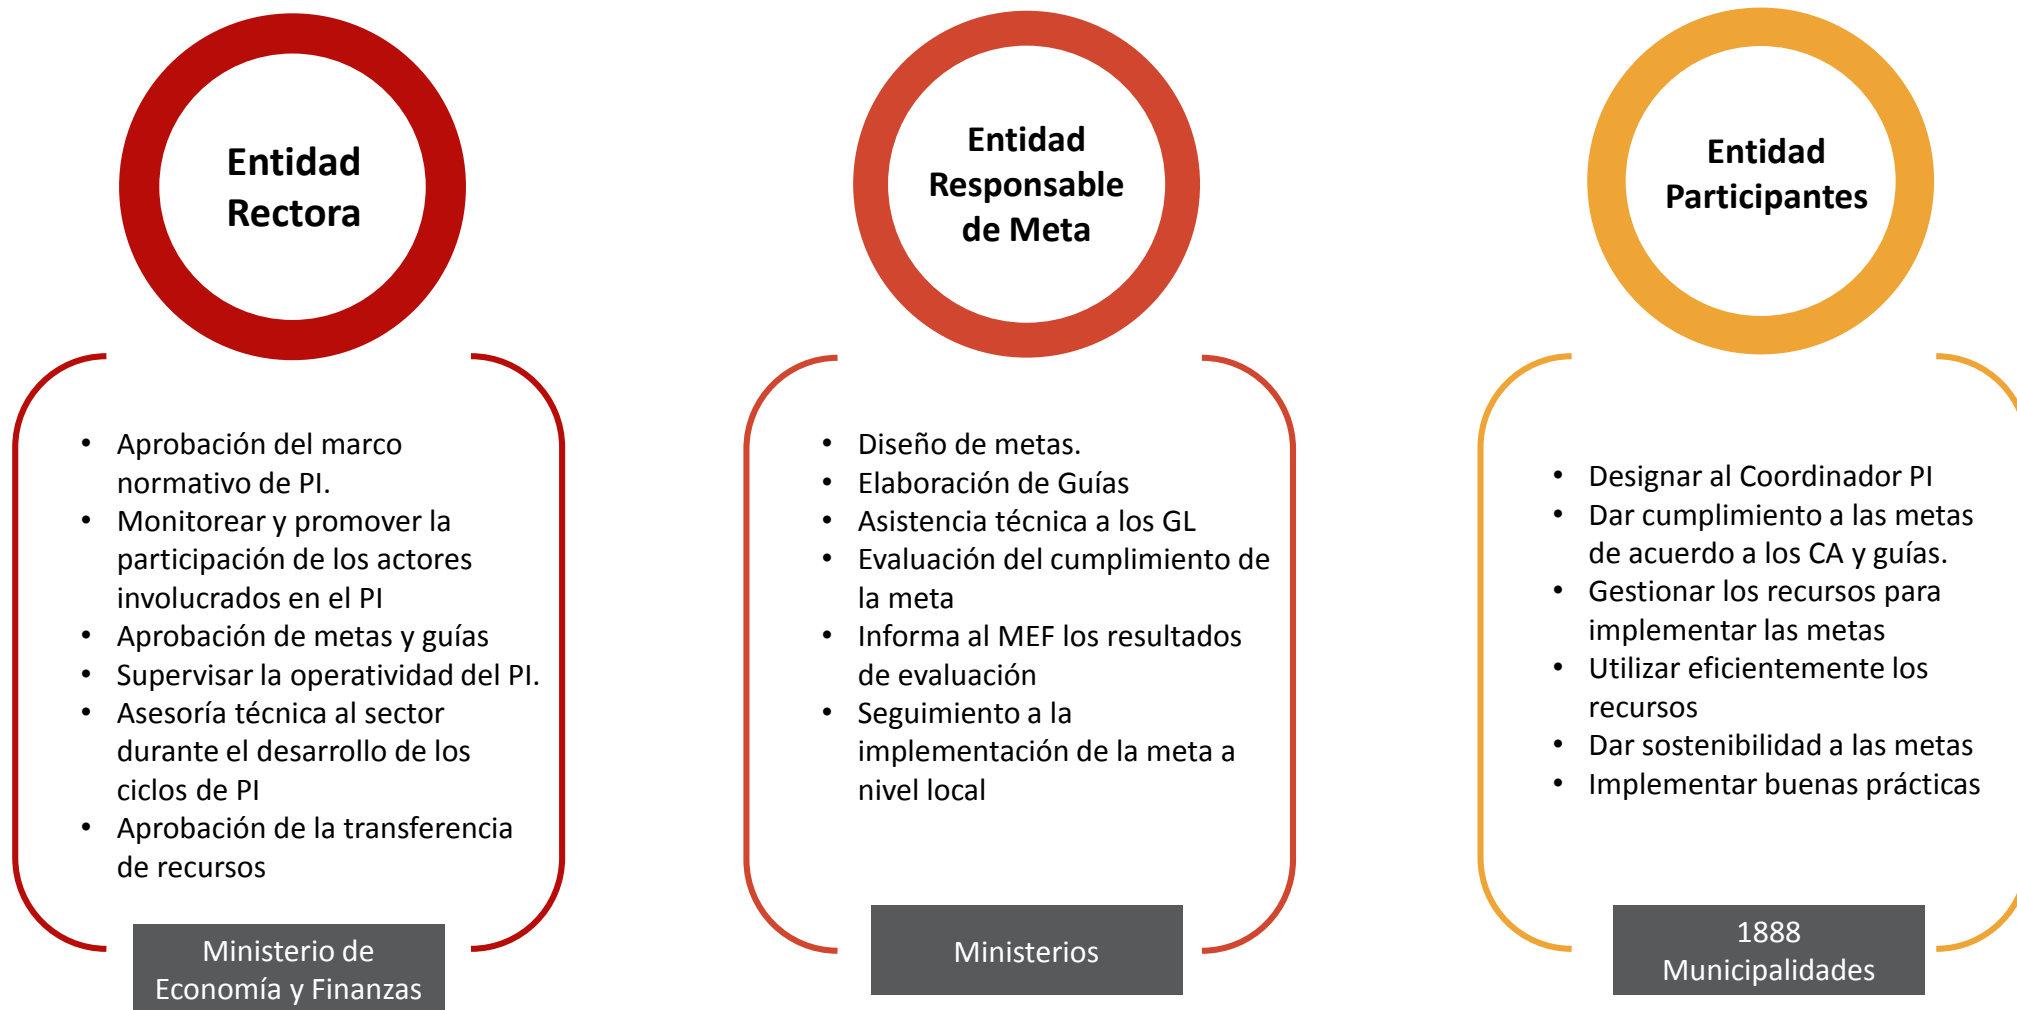 Entidad
Rectora
• Aprobación del marco
normativo de PI.
• Monitorear y promover la
participación de los actores
involucrados en el PI
• Aprobación de metas y guías
• Supervisar la operatividad del PI.
• Asesoría técnica al sector
durante el desarrollo de los
ciclos de PI
• Aprobación de la transferencia
de recursos
Ministerio de
Economía y Finanzas
Entidad
Responsable
de Meta
• Diseño de metas.
• Elaboración de Guías
• Asistencia técnica a los GL
• Evaluación del cumplimiento de
la meta
• Informa al MEF los resultados
de evaluación
• Seguimiento a la
implementación de la meta a
nivel local
Ministerios
Entidad
Participantes
• Designar al Coordinador PI
• Dar cumplimiento a las metas
de acuerdo a los CA y guías.
• Gestionar los recursos para
implementar las metas
• Utilizar eficientemente los
recursos
• Dar sostenibilidad a las metas
• Implementar buenas prácticas
1888
Municipalidades